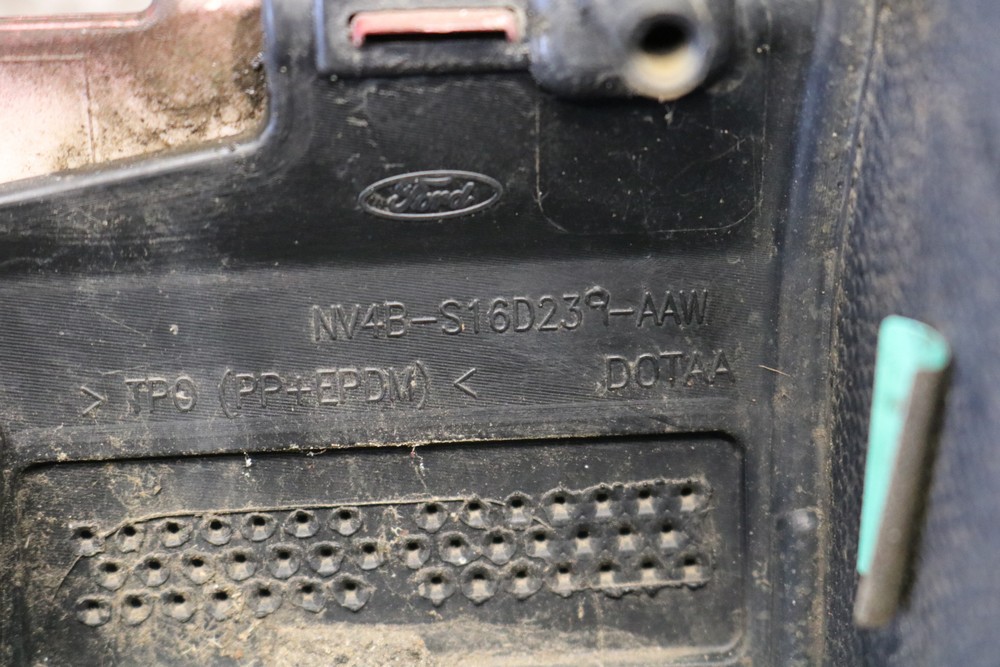 Ford
NV4B-S16D239-AAW
> TPO (PP+EPDM) < DOTAA